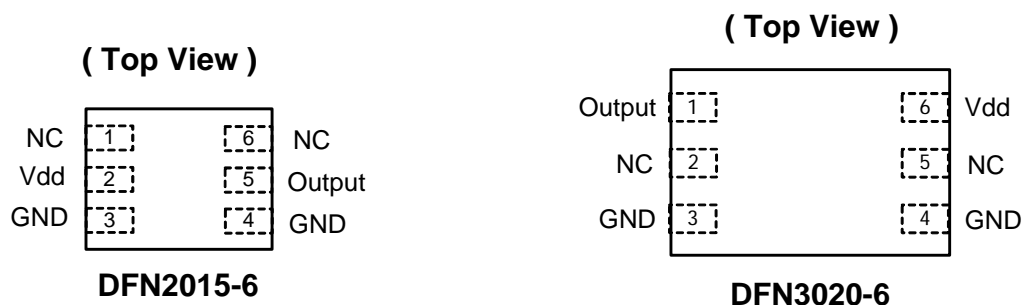 ( Top View )
NC 1 6 NC
Vdd 2 5 Output
GND 3 4 GND
DFN2015-6
( Top View )
Output 1 6 Vdd
NC 2 5 NC
GND 3 4 GND
DFN3020-6